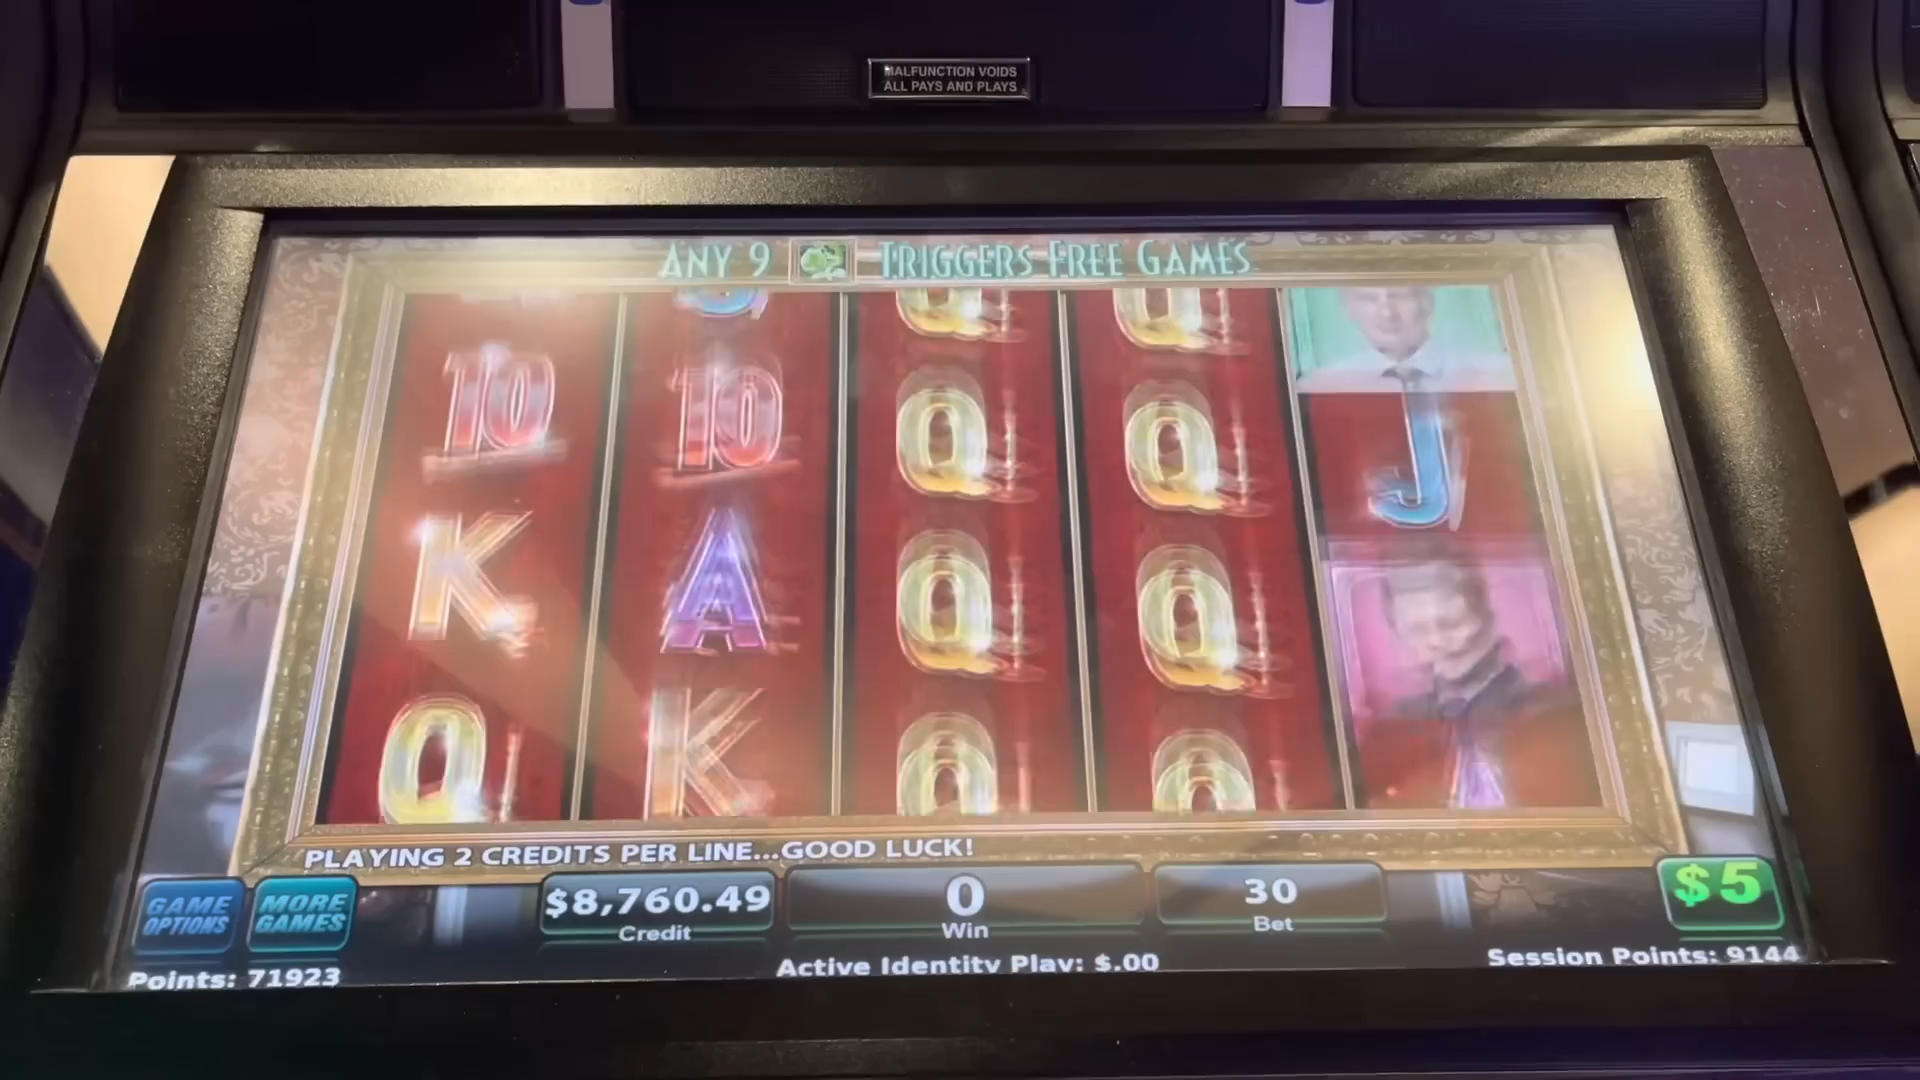 MALFUNCTION VOIDS
ALL PAYS AND PLAYS
ANY 9 TRIGGERS FREE GAMES
10 10 Q Q J
K A Q Q
Q K Q Q A
PLAYING 2 CREDITS PER LINE...GOOD LUCK!
GAME OPTIONS
MORE GAMES
$8,760.49
Credit
0
Win
30
Bet
$5
Points: 71923
Active Identity Play: $.00
Session Points: 9144